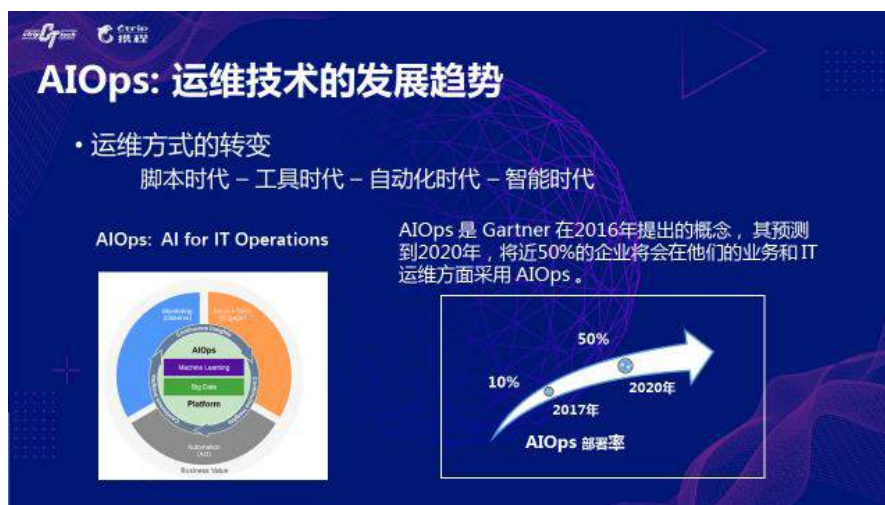 Ctrip
携程
AIOps: 运维技术的发展趋势
• 运维方式的转变
脚本时代 – 工具时代 – 自动化时代 – 智能时代
AIOps: AI for IT Operations
AIOps 是 Gartner 在2016年提出的概念，其预测
到2020年，将近50%的企业将会在他们的业务和 IT
运维方面采用 AIOps 。
Monitoring
(Observe)
Continuous Insights
AIOps
Machine Learning
Big Data
Platform
Automation
(Act)
Business Value
50%
10%
2020年
2017年
AIOps 部署率